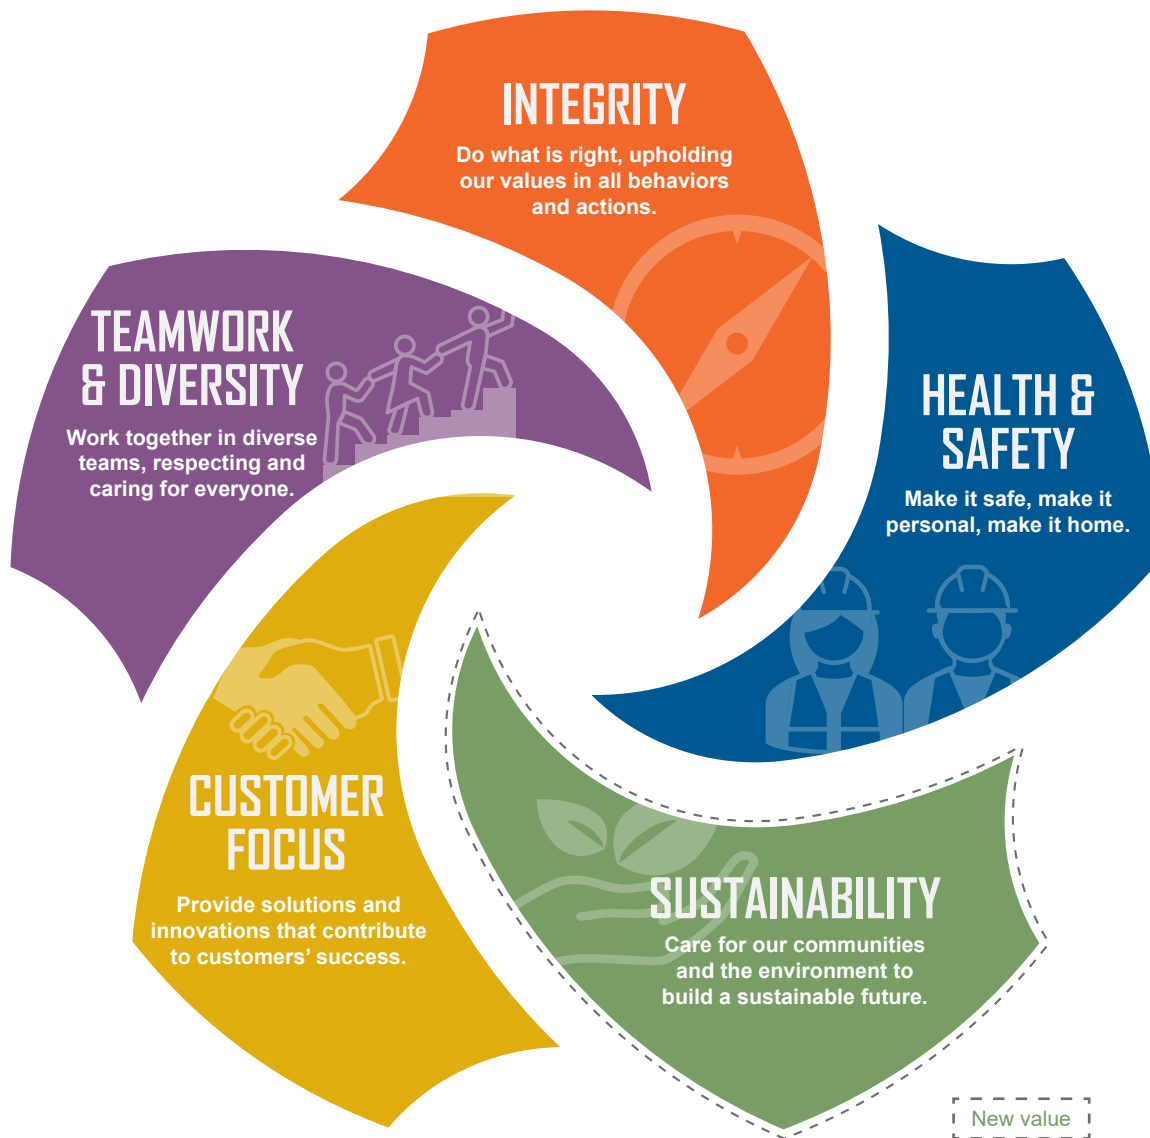 INTEGRITY
Do what is right, upholding
our values in all behaviors
and actions.
HEALTH &
SAFETY
Make it safe, make it
personal, make it home.
SUSTAINABILITY
Care for our communities
and the environment to
build a sustainable future.
CUSTOMER
FOCUS
Provide solutions and
innovations that contribute
to customers’ success.
TEAMWORK
& DIVERSITY
Work together in diverse
teams, respecting and
caring for everyone.
New value